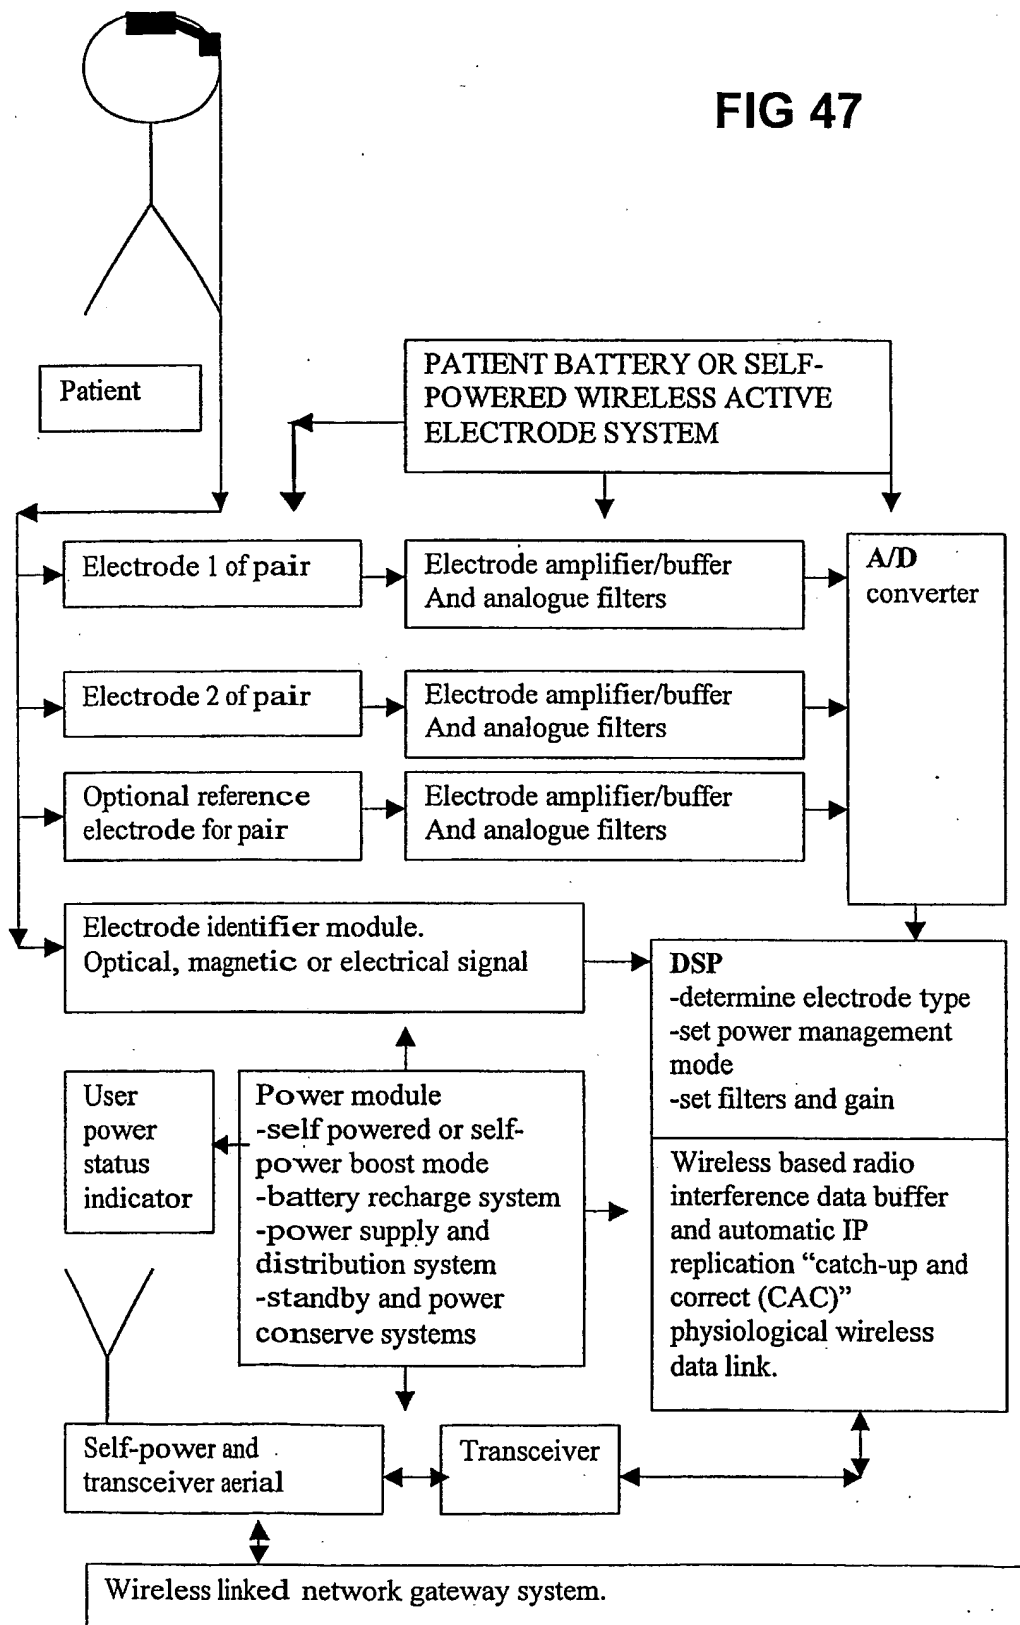 FIG 47
Patient
PATIENT BATTERY OR SELF-
POWERED WIRELESS ACTIVE
ELECTRODE SYSTEM
Electrode 1 of pair
Electrode amplifier/buffer
And analogue filters
A/D
converter
Electrode 2 of pair
Electrode amplifier/buffer
And analogue filters
Optional reference
electrode for pair
Electrode amplifier/buffer
And analogue filters
Electrode identifier module.
Optical, magnetic or electrical signal
DSP
-determine electrode type
-set power management
mode
-set filters and gain
User
power
status
indicator
Power module
-self powered or self-
power boost mode
-battery recharge system
-power supply and
distribution system
-standby and power
conserve systems
Wireless based radio
interference data buffer
and automatic IP
replication “catch-up and
correct (CAC)”
physiological wireless
data link.
Self-power and
transceiver aerial
Transceiver
Wireless linked network gateway system.